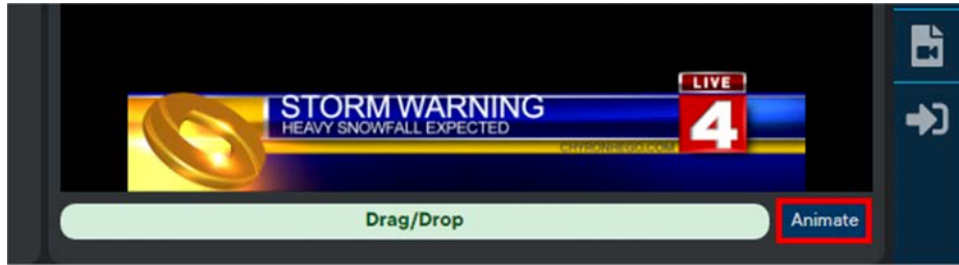 LIVE
STORM WARNING
4
HEAVY SNOWFALL EXPECTED
CHYRONHEGO.COM
Drag/Drop
Animate